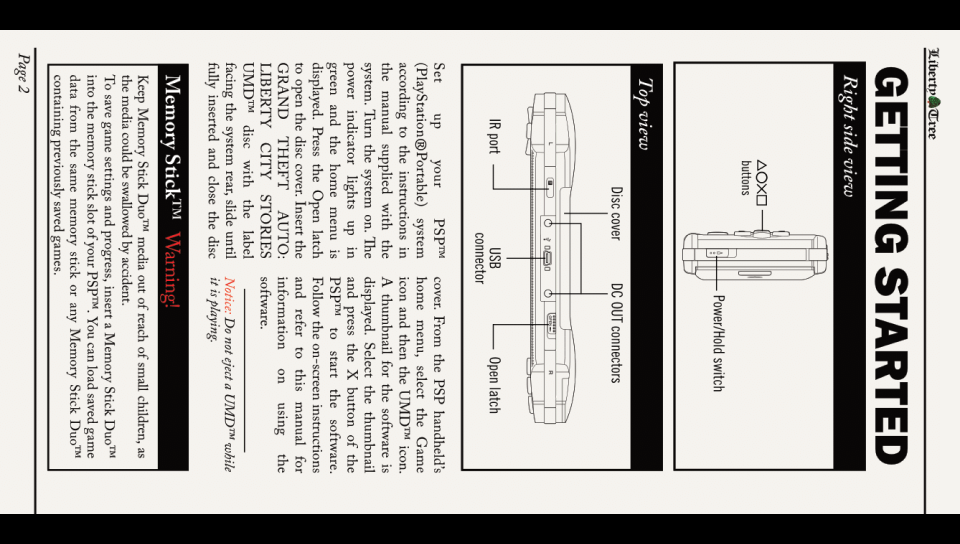 Liberty Tree
GETTING STARTED
Right side view
△○×□
buttons
Power/Hold switch
Top view
Disc cover
DC OUT connectors
IR port
USB
connector
Open latch
L
R
Set up your PSP™
(PlayStation®Portable) system
according to the instructions in
the manual supplied with the
system. Turn the system on. The
power indicator lights up in
green and the home menu is
displayed. Press the Open latch
to open the disc cover. Insert the
GRAND THEFT AUTO:
LIBERTY CITY STORIES
UMD™ disc with the label
facing the system rear, slide until
fully inserted and close the disc
cover. From the PSP handheld's
home menu, select the Game
icon and then the UMD™ icon.
A thumbnail for the software is
displayed. Select the thumbnail
and press the X button of the
PSP™ to start the software.
Follow the on-screen instructions
and refer to this manual for
information on using the
software.
Notice: Do not eject a UMD™ while
it is playing.
Memory Stick™ Warning!
Keep Memory Stick Duo™ media out of reach of small children, as
the media could be swallowed by accident.
To save game settings and progress, insert a Memory Stick Duo™
into the memory stick slot of your PSP™. You can load saved game
data from the same memory stick or any Memory Stick Duo™
containing previously saved games.
Page 2